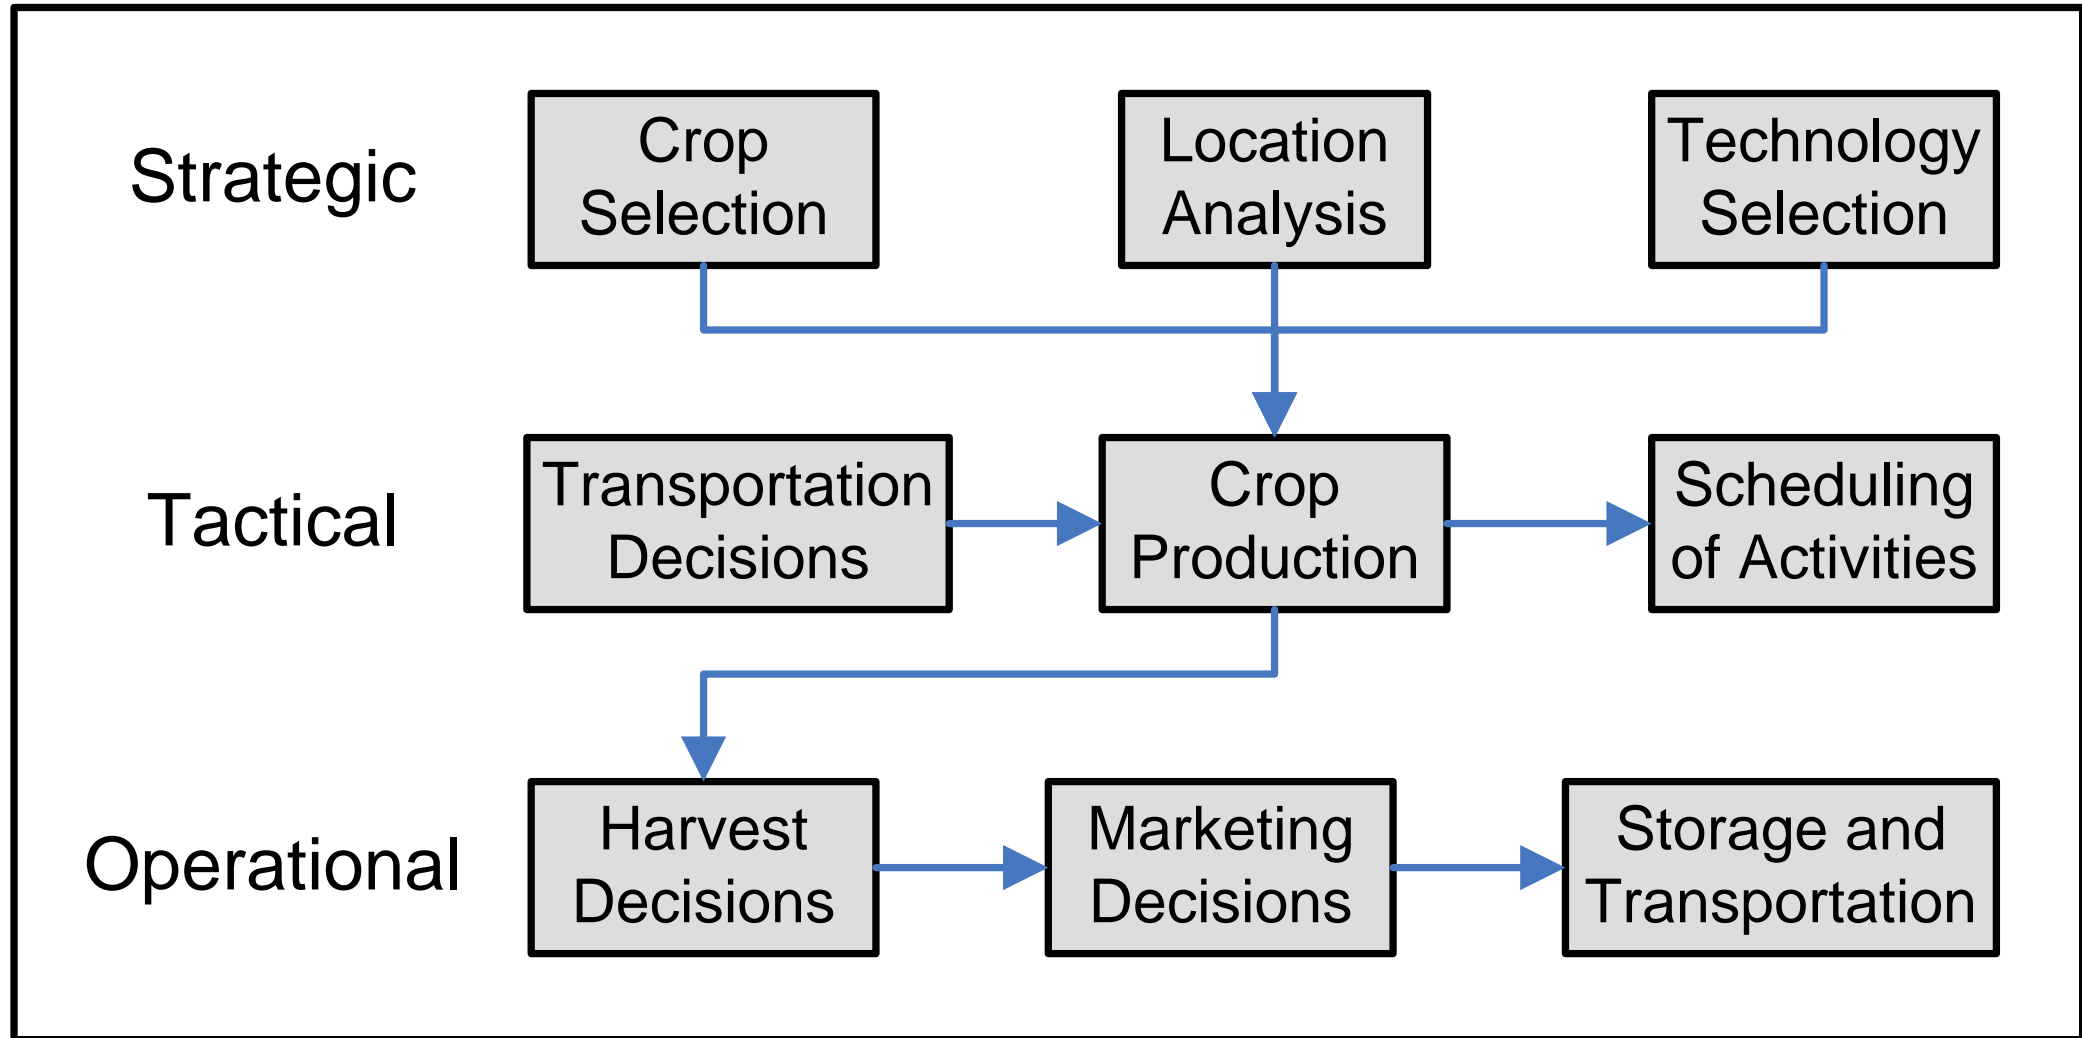 Strategic
Crop
Selection
Location
Analysis
Technology
Selection
Tactical
Transportation
Decisions
Crop
Production
Scheduling
of Activities
Operational
Harvest
Decisions
Marketing
Decisions
Storage and
Transportation